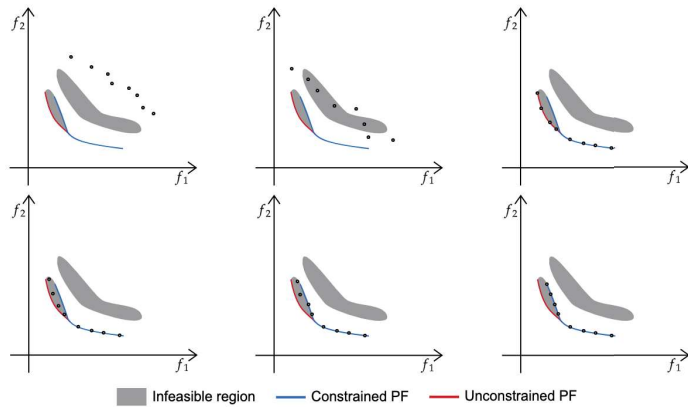 f₂
f₂
f₂
f₁
f₁
f₁
f₂
f₂
f₂
f₁
f₁
f₁
Infeasible region Constrained PF Unconstrained PF